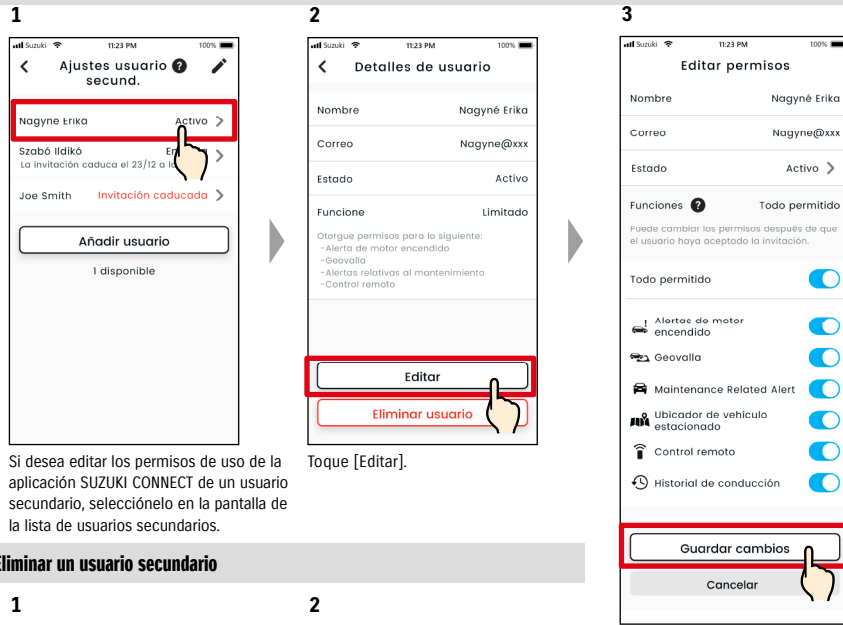 1
Suzuki 11:23 PM 100%
Ajustes usuario ?
secund.
Nagyné Erika Activo
Szabó Ildikó
La invitación caduca el 23/12 a
Joe Smith Invitación caducada
Añadir usuario
1 disponible
Si desea editar los permisos de uso de la
aplicación SUZUKI CONNECT de un usuario
secundario, selecciónelo en la pantalla de
la lista de usuarios secundarios.
2
Suzuki 11:23 PM 100%
Detalles de usuario
Nombre Nagyné Erika
Correo Nagyne@xxx
Estado Activo
Funcione Limitado
Otorgue permisos para lo siguiente:
-Alerta de motor encendido
-Geovalla
-Alertas relativas al mantenimiento
-Control remoto
Editar
Eliminar usuario
Toque [Editar].
3
Suzuki 11:23 PM 100%
Editar permisos
Nombre Nagyné Erika
Correo Nagyne@xxx
Estado Activo
Funciones ? Todo permitido
Puede cambiar los permisos después de que
el usuario haya aceptado la invitación.
Todo permitido
Alertas de motor
encendido
Geovalla
Maintenance Related Alert
Ubicador de vehículo
estacionado
Control remoto
Historial de conducción
Guardar cambios
Cancelar
Eliminar un usuario secundario
1
2